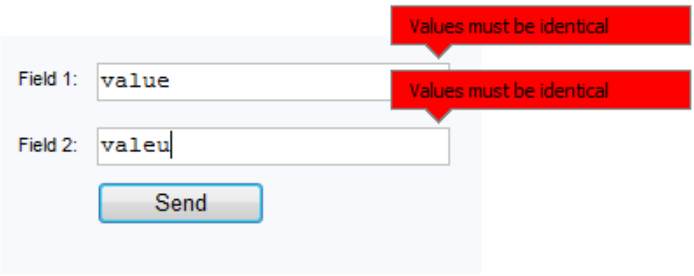 Values must be identical
Field 1: value
Values must be identical
Field 2: valeu
Send